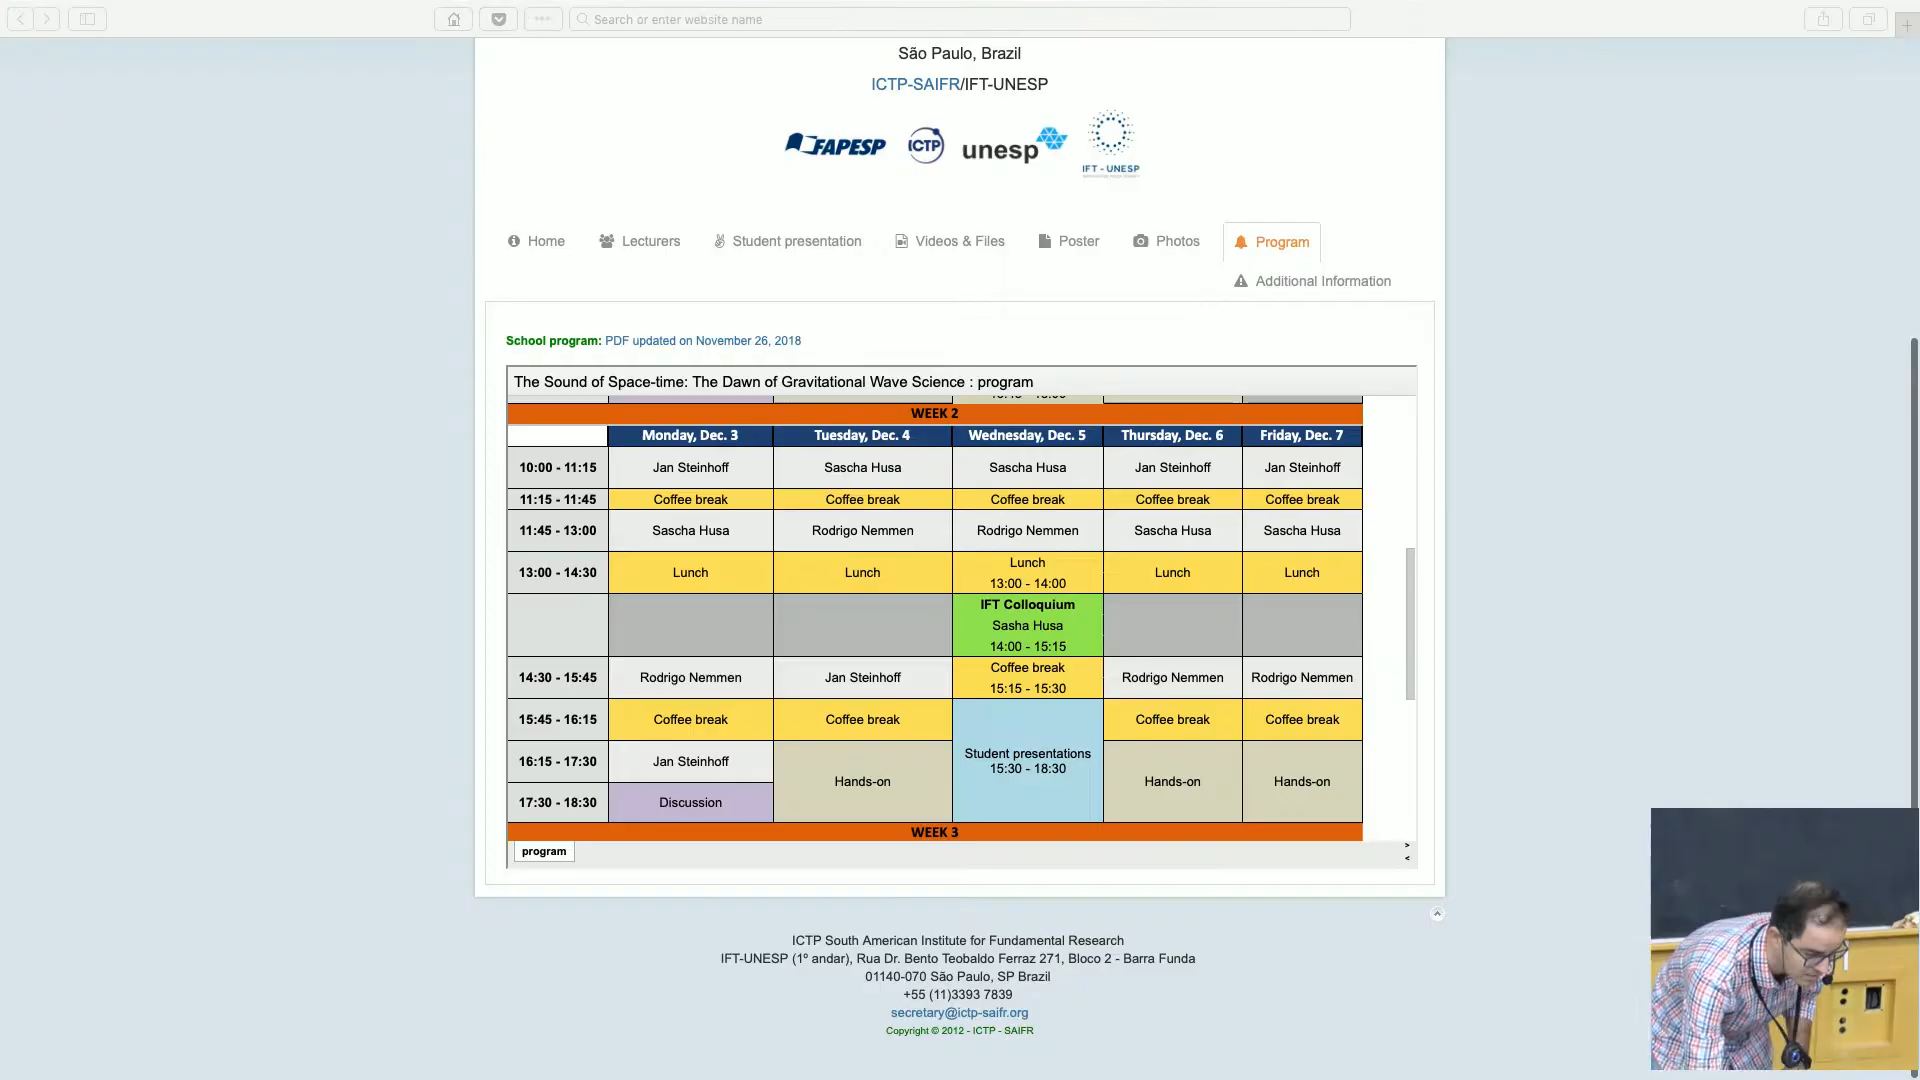 Search or enter website name
São Paulo, Brazil
ICTP-SAIFR/IFT-UNESP
FAPESP ICTP unesp
IFT - UNESP
Home Lecturers Student presentation Videos & Files Poster Photos Program
Additional Information
School program: PDF updated on November 26, 2018
The Sound of Space-time: The Dawn of Gravitational Wave Science : program
WEEK 2
Monday, Dec. 3 Tuesday, Dec. 4 Wednesday, Dec. 5 Thursday, Dec. 6 Friday, Dec. 7
10:00 - 11:15 Jan Steinhoff Sascha Husa Sascha Husa Jan Steinhoff Jan Steinhoff
11:15 - 11:45 Coffee break Coffee break Coffee break Coffee break Coffee break
11:45 - 13:00 Sascha Husa Rodrigo Nemmen Rodrigo Nemmen Sascha Husa Sascha Husa
13:00 - 14:30 Lunch Lunch Lunch Lunch Lunch
13:00 - 14:00
IFT Colloquium
Sasha Husa
14:00 - 15:15
14:30 - 15:45 Rodrigo Nemmen Jan Steinhoff Coffee break Rodrigo Nemmen Rodrigo Nemmen
15:15 - 15:30
15:45 - 16:15 Coffee break Coffee break Coffee break Coffee break
Student presentations
15:30 - 18:30
16:15 - 17:30 Jan Steinhoff Hands-on Hands-on Hands-on
17:30 - 18:30 Discussion
WEEK 3
program
ICTP South American Institute for Fundamental Research
IFT-UNESP (1º andar), Rua Dr. Bento Teobaldo Ferraz 271, Bloco 2 - Barra Funda
01140-070 São Paulo, SP Brazil
+55 (11)3393 7839
secretary@ictp-saifr.org
Copyright © 2012 - ICTP - SAIFR